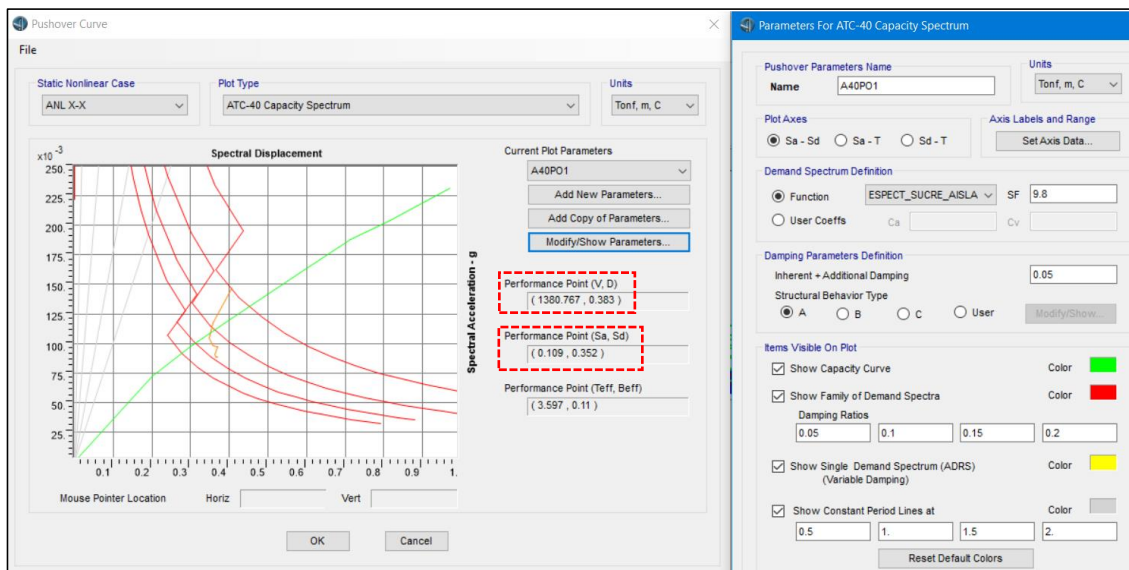 Pushover Curve
File
Static Nonlinear Case
ANL X-X
Plot Type
ATC-40 Capacity Spectrum
Units
Tonf, m, C
x10 -3
Spectral Displacement
250.
225.
200.
175.
150.
125.
100.
75.
50.
25.
0.1 0.2 0.3 0.4 0.5 0.6 0.7 0.8 0.9 1.
Spectral Acceleration - g
Mouse Pointer Location Horiz Vert
Current Plot Parameters
A40PO1
Add New Parameters...
Add Copy of Parameters...
Modify/Show Parameters...
Performance Point (V, D)
( 1380.767 , 0.383 )
Performance Point (Sa, Sd)
( 0.109 , 0.352 )
Performance Point (Teff, Beff)
( 3.597 , 0.11 )
OK Cancel
Parameters For ATC-40 Capacity Spectrum
Pushover Parameters Name
Name A40PO1
Units
Tonf, m, C
Plot Axes
Sa - Sd Sa - T Sd - T
Axis Labels and Range
Set Axis Data...
Demand Spectrum Definition
Function ESPECT_SUCRE_AISLA SF 9.8
User Coeffs Ca Cv
Damping Parameters Definition
Inherent + Additional Damping 0.05
Structural Behavior Type
A B C User Modify/Show...
Items Visible On Plot
Show Capacity Curve Color
Show Family of Demand Spectra Color
Damping Ratios
0.05 0.1 0.15 0.2
Show Single Demand Spectrum (ADRS) Color
(Variable Damping)
Show Constant Period Lines at Color
0.5 1. 1.5 2.
Reset Default Colors